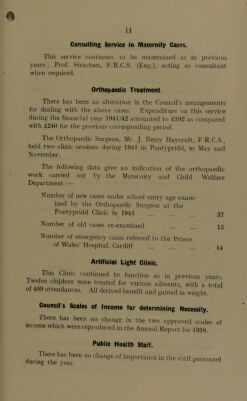 11
Consulting Service in Maternity Cases.
This service continues to be maintained as in previous
years ; Prof. Strachan, F.R.C.S. (Eng.), acting as consultant
when required.
Orthopaedic Treatment
There has been an alteration in the Council's arrangements
for dealing with the above cases. Expenditure on this service
during the financial year 1941/42 amounted to £192 as compared
with £240 for the previous corresponding period.
The Orthopaedic Surgeon, Mr. J. Berry Haycraft, F.R.C.S.,
held two clinic sessions during 1941 in Pontypridd, in May and
November.
The following data give an indication of the orthopaedic
work carried out by the Maternity and Child Welfare
Department :—
Number of new cases under school entry age exam-
ined by the Orthopaedic Surgeon at the
Pontypridd Clinic in 1941 ... 37
Number of old cases re-examined ... 15
Number of emergency cases referred to the Prince
of Wales' Hospital, Cardiff ... 14
Artificial Light Clinic.
This Clinic continued to function as in previous years.
Twelve children were treated for various ailments, with a total
of 489 attendances. All derived benefit and gained in weight.
Council's Scales of Income for determining Necessity.
There has been no change in the two approved scales of
income which were reproduced in the Annual Report for 1938.
Public Health Staff.
There has been no change of importance in the staff personnel
during the year.